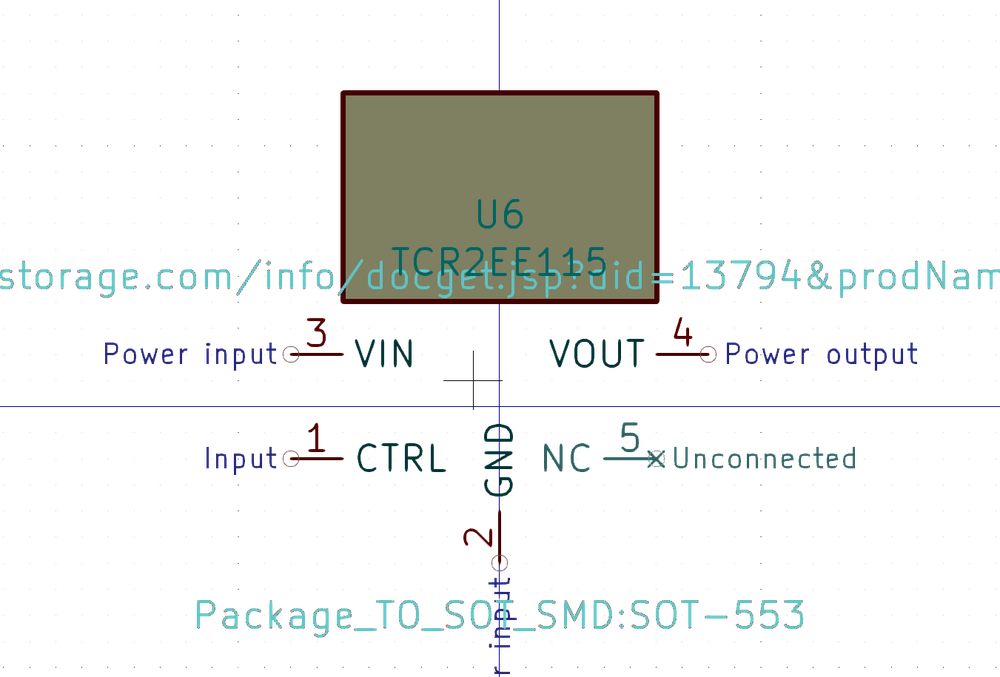 U6
TCR2EE115
storage.com/info/docget.jsp?did=13794&prodNam
Power input 3 VIN VOUT 4 Power output
Input 1 CTRL GND NC 5 Unconnected
2
r input
Package_TO_SOT_SMD:SOT-553